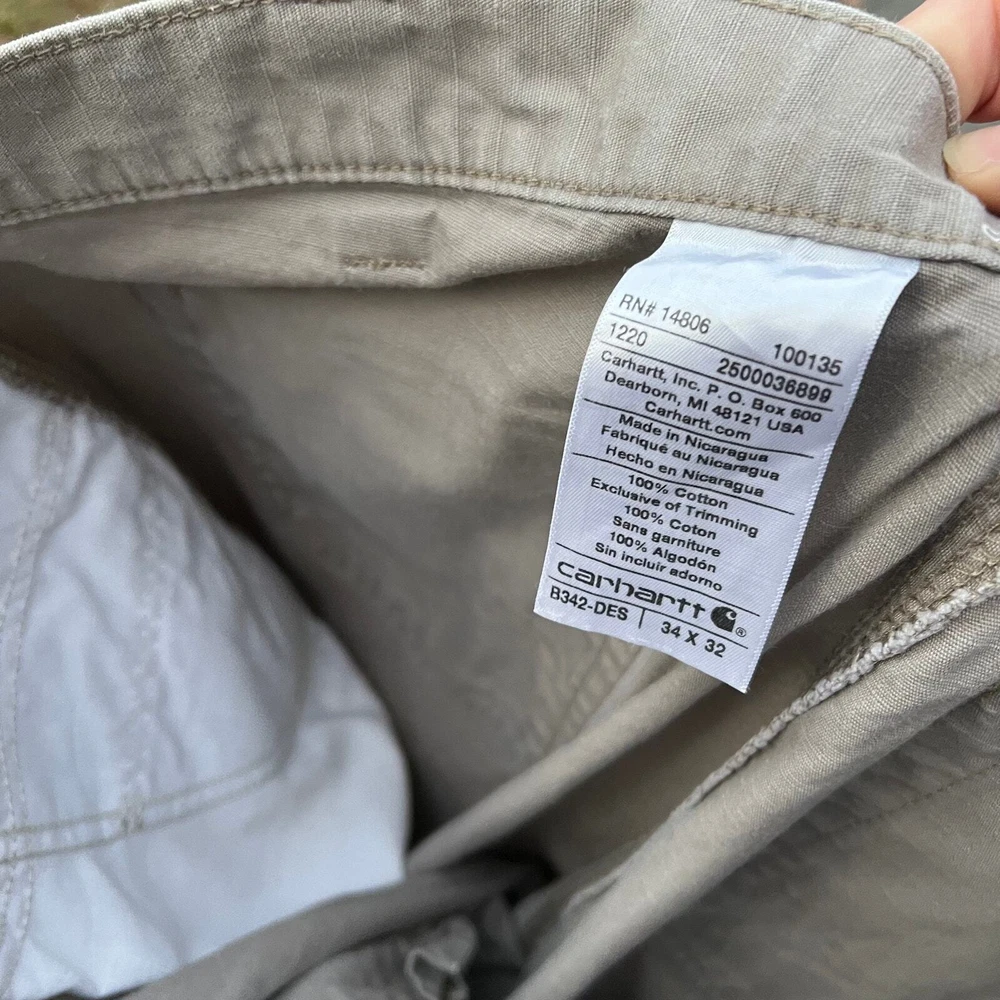 RN# 14806 100135
1220 2500036899
Carhartt, Inc. P. O. Box 600
Dearborn, MI 48121 USA
Carhartt.com
Made in Nicaragua
Fabriqué au Nicaragua
Hecho en Nicaragua
100% Cotton
Exclusive of Trimming
100% Coton
Sans garniture
100% Algodón
Sin incluir adorno
carhartt ®
B342-DES | 34 X 32